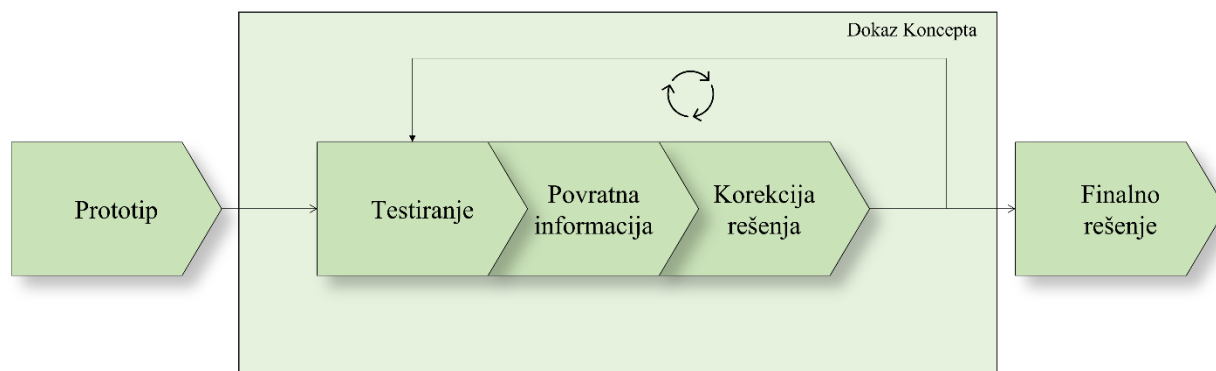 Dokaz Koncepta
Prototip
Testiranje
Povratna
informacija
Korekcija
rešenja
Finalno
rešenje